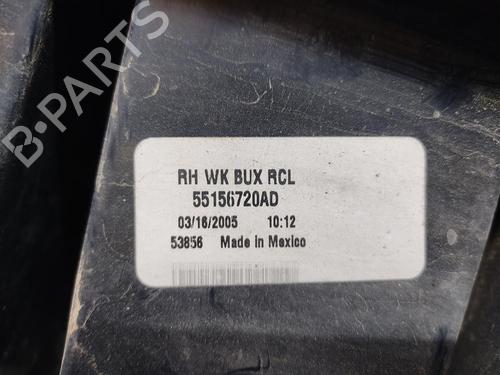 B-PARTS
RH WK BUX RCL
55156720AD
03/16/2005 10:12
53856 Made in Mexico